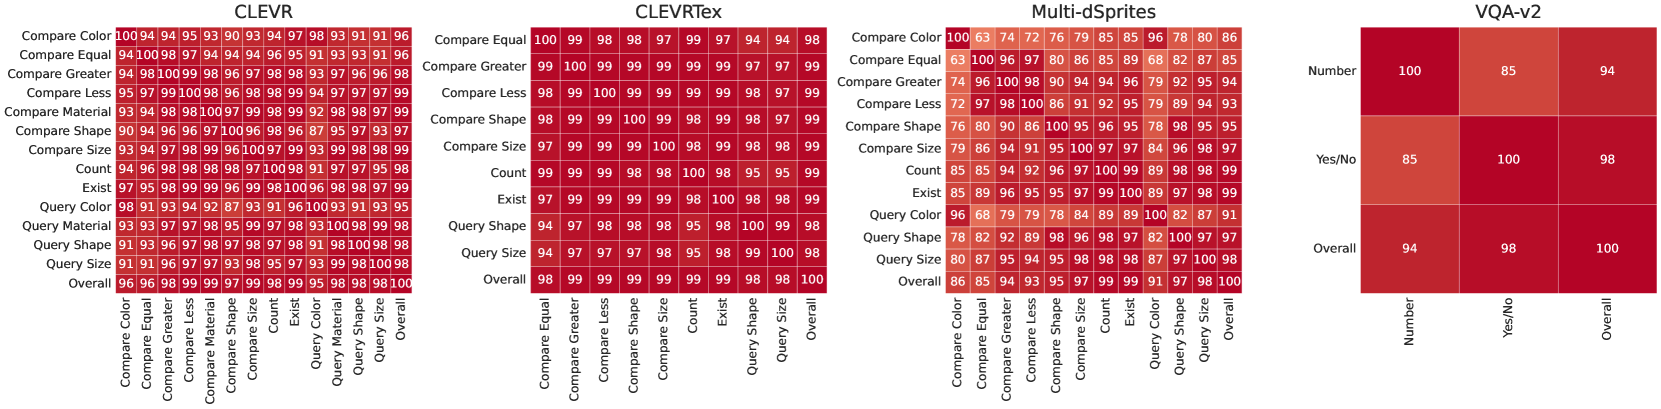 CLEVR
Compare Color 100 94 94 95 93 90 93 94 97 98 93 91 91 96
Compare Equal 94 100 98 97 94 94 94 96 95 91 93 93 91 96
Compare Greater 94 98 100 99 98 96 97 98 98 93 97 96 96 98
Compare Less 95 97 99 100 98 96 98 98 99 94 97 97 97 99
Compare Material 93 94 98 98 100 97 99 98 99 92 98 98 97 99
Compare Shape 90 94 96 96 97 100 96 98 96 87 95 97 93 97
Compare Size 93 94 97 98 99 96 100 97 99 93 99 98 98 99
Count 94 96 98 98 98 98 97 100 98 91 97 97 95 98
Exist 97 95 98 99 99 96 99 98 100 96 98 98 97 99
Query Color 98 91 93 94 92 87 93 91 96 100 93 91 93 95
Query Material 93 93 97 97 98 95 99 97 98 93 100 98 99 98
Query Shape 91 93 96 97 98 97 98 97 98 91 98 100 98 98
Query Size 91 91 96 97 97 93 98 95 97 93 99 98 100 98
Overall 96 96 98 99 99 97 99 98 99 95 98 98 98 100
Compare Color
Compare Equal
Compare Greater
Compare Less
Compare Material
Compare Shape
Compare Size
Count
Exist
Query Color
Query Material
Query Shape
Query Size
Overall
CLEVRTex
Compare Equal 100 99 98 98 97 99 97 94 94 98
Compare Greater 99 100 99 99 99 99 99 97 97 99
Compare Less 98 99 100 99 99 99 99 98 97 99
Compare Shape 98 99 99 100 99 98 99 98 97 99
Compare Size 97 99 99 99 100 98 99 98 98 99
Count 99 99 99 98 98 100 98 95 95 99
Exist 97 99 99 99 99 98 100 98 98 99
Query Shape 94 97 98 98 98 95 98 100 99 98
Query Size 94 97 97 97 98 95 98 99 100 98
Overall 98 99 99 99 99 99 99 98 98 100
Compare Equal
Compare Greater
Compare Less
Compare Shape
Compare Size
Count
Exist
Query Shape
Query Size
Overall
Multi-dSprites
Compare Color 100 63 74 72 76 79 85 85 96 78 80 86
Compare Equal 63 100 96 97 80 86 85 89 68 82 87 85
Compare Greater 74 96 100 98 90 94 94 96 79 92 95 94
Compare Less 72 97 98 100 86 91 92 95 79 89 94 93
Compare Shape 76 80 90 86 100 95 96 95 78 98 95 95
Compare Size 79 86 94 91 95 100 97 97 84 96 98 97
Count 85 85 94 92 96 97 100 99 89 98 98 99
Exist 85 89 96 95 95 97 99 100 89 97 98 99
Query Color 96 68 79 79 78 84 89 89 100 82 87 91
Query Shape 78 82 92 89 98 96 98 97 82 100 97 97
Query Size 80 87 95 94 95 98 98 98 87 97 100 98
Overall 86 85 94 93 95 97 99 99 91 97 98 100
Compare Color
Compare Equal
Compare Greater
Compare Less
Compare Shape
Compare Size
Count
Exist
Query Color
Query Shape
Query Size
Overall
VQA-v2
Number 100 85 94
Yes/No 85 100 98
Overall 94 98 100
Number
Yes/No
Overall